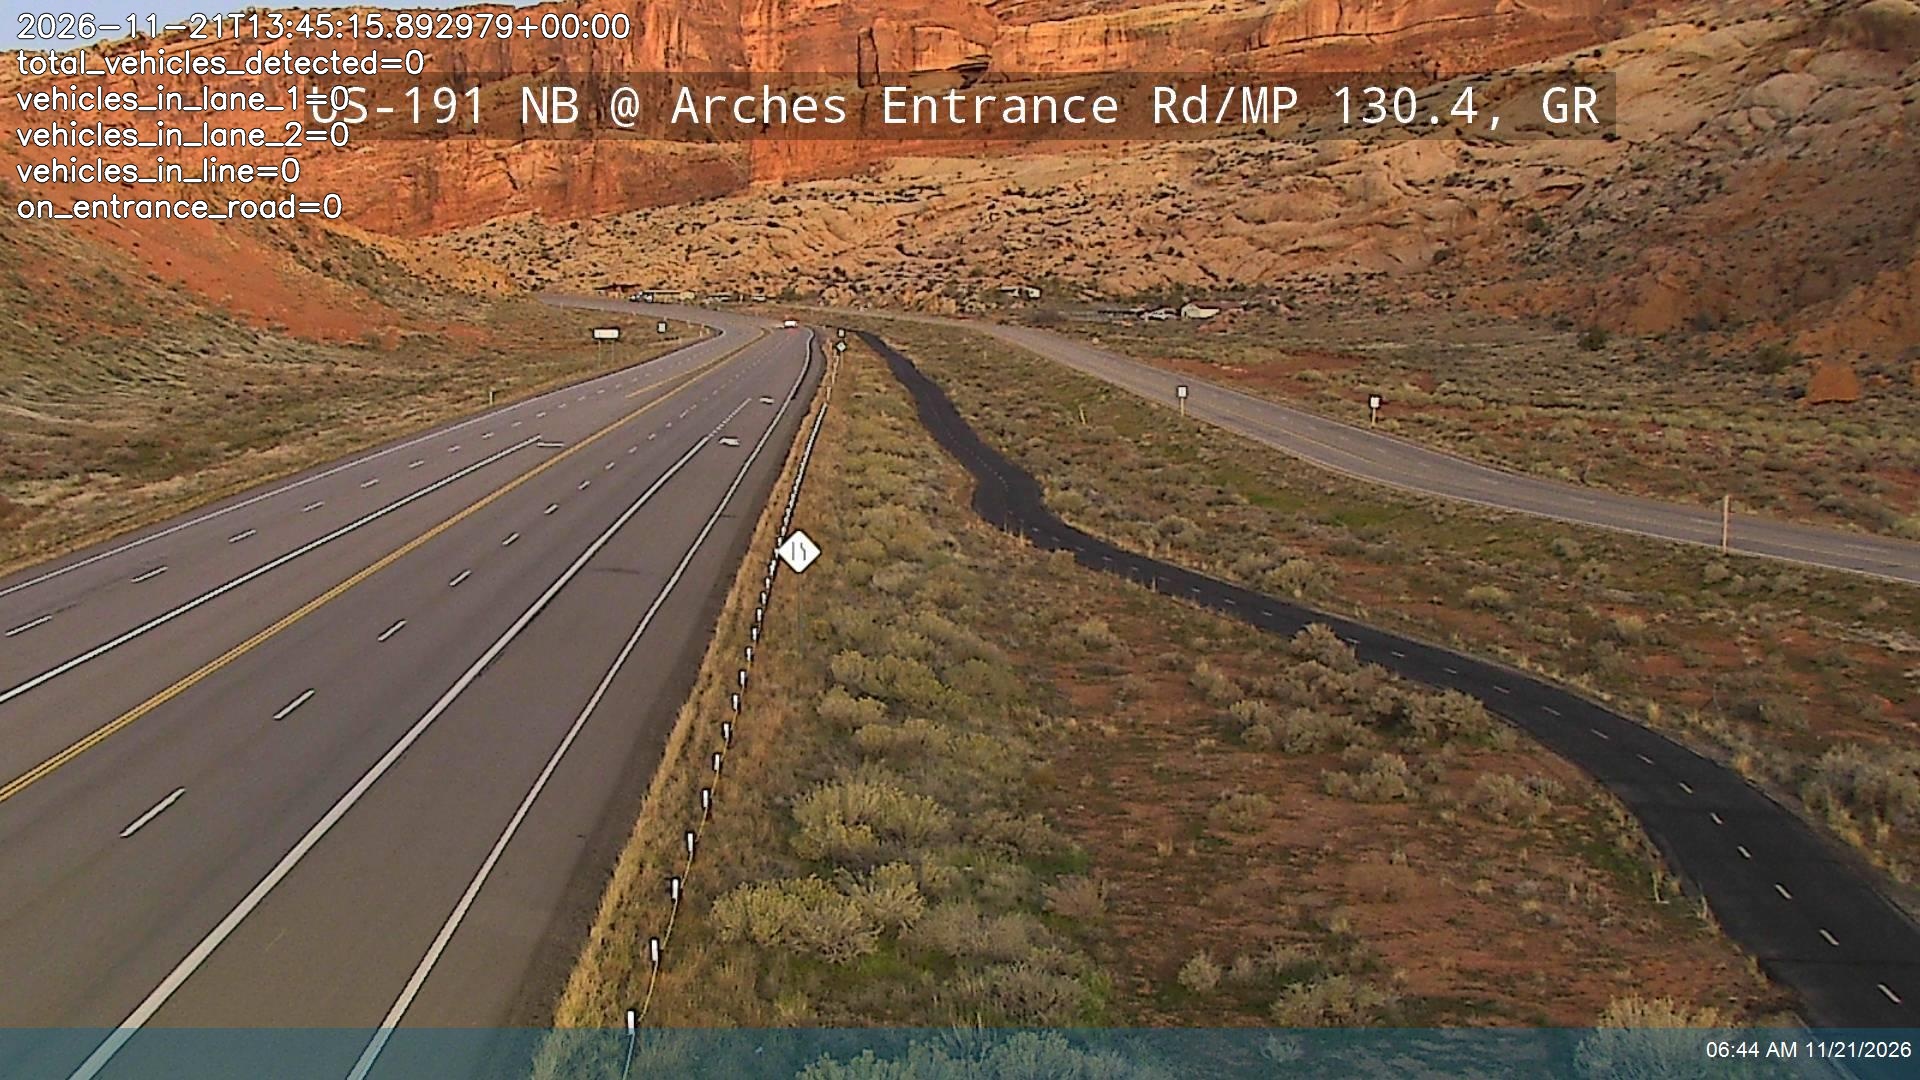 2026-11-21T13:45:15.892979+00:00
total_vehicles_detected=0
vehicles_in_lane_1=0
US-191 NB @ Arches Entrance Rd/MP 130.4, GR
vehicles_in_lane_2=0
vehicles_in_line=0
on_entrance_road=0
06:44 AM 11/21/2026